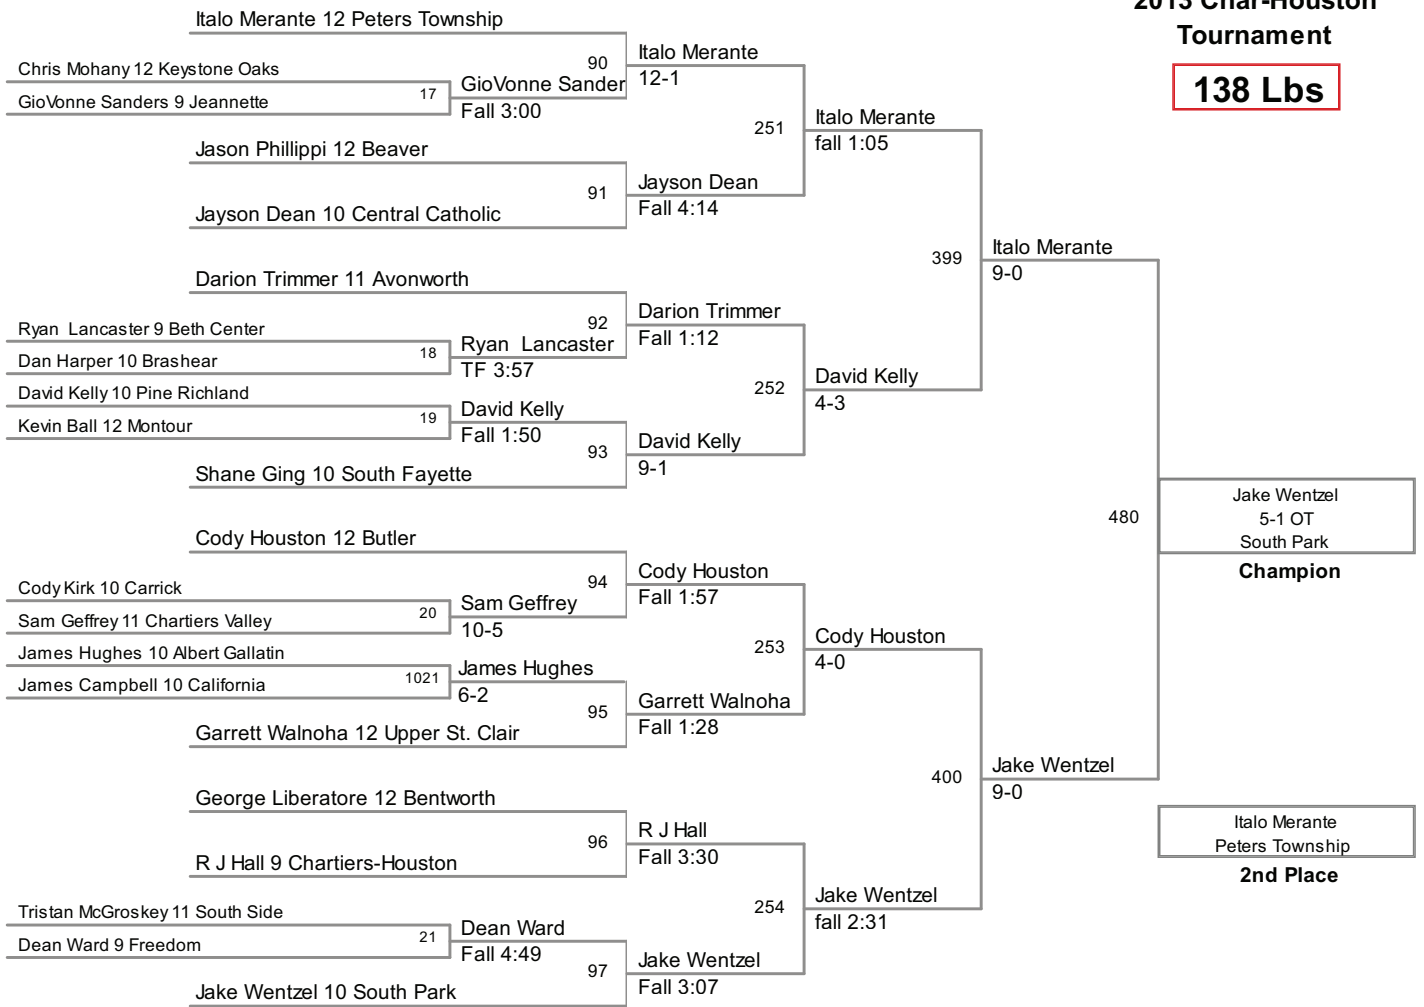 2013 Char-Houston
Tournament
138 Lbs
Italo Merante 12 Peters Township
90
Italo Merante
12-1
Chris Mohany 12 Keystone Oaks
17
GioVonne Sander
GioVonne Sanders 9 Jeannette
Fall 3:00
251
Italo Merante
fall 1:05
Jason Phillippi 12 Beaver
91
Jayson Dean
Fall 4:14
Jayson Dean 10 Central Catholic
399
Italo Merante
9-0
Darion Trimmer 11 Avonworth
92
Darion Trimmer
Fall 1:12
Ryan Lancaster 9 Beth Center
18
Ryan Lancaster
Dan Harper 10 Brashear
TF 3:57
252
David Kelly
4-3
David Kelly 10 Pine Richland
19
David Kelly
Kevin Ball 12 Montour
Fall 1:50
93
David Kelly
9-1
Shane Ging 10 South Fayette
480
Jake Wentzel
5-1 OT
South Park
Champion
Cody Houston 12 Butler
94
Cody Houston
Fall 1:57
Cody Kirk 10 Carrick
20
Sam Geffrey
Sam Geffrey 11 Chartiers Valley
10-5
253
Cody Houston
4-0
James Hughes 10 Albert Gallatin
1021
James Hughes
James Campbell 10 California
6-2
95
Garrett Walnoha
Fall 1:28
Garrett Walnoha 12 Upper St. Clair
400
Jake Wentzel
9-0
George Liberatore 12 Bentworth
96
R J Hall
Fall 3:30
R J Hall 9 Chartiers-Houston
Italo Merante
Peters Township
2nd Place
254
Jake Wentzel
fall 2:31
Tristan McGroskey 11 South Side
21
Dean Ward
Dean Ward 9 Freedom
Fall 4:49
97
Jake Wentzel
Fall 3:07
Jake Wentzel 10 South Park